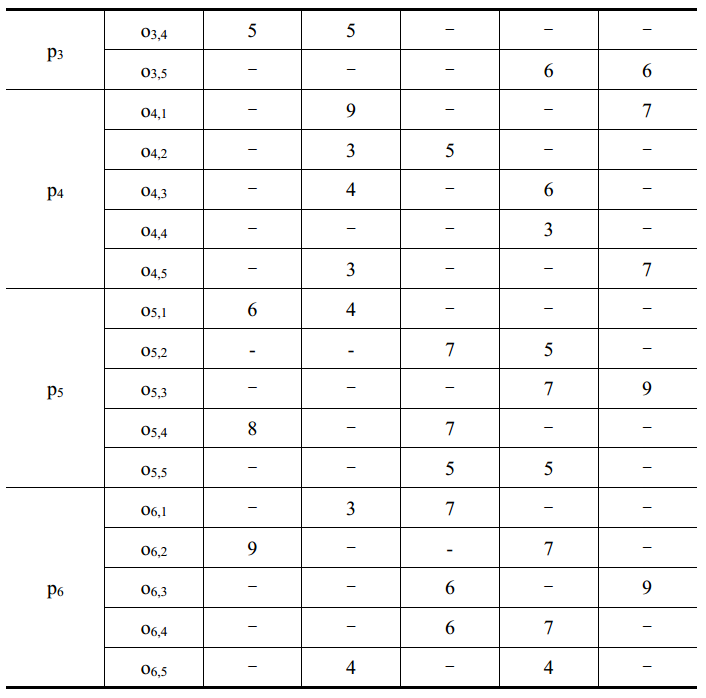 p3 o3,4 5 5 − − −
o3,5 − − − 6 6
p4 o4,1 − 9 − − 7
o4,2 − 3 5 − −
o4,3 − 4 − 6 −
o4,4 − − − 3 −
o4,5 − 3 − − 7
p5 o5,1 6 4 − − −
o5,2 - - 7 5 −
o5,3 − − − 7 9
o5,4 8 − 7 − −
o5,5 − − 5 5 −
p6 o6,1 − 3 7 − −
o6,2 9 − - 7 −
o6,3 − − 6 − 9
o6,4 − − 6 7 −
o6,5 − 4 − 4 −